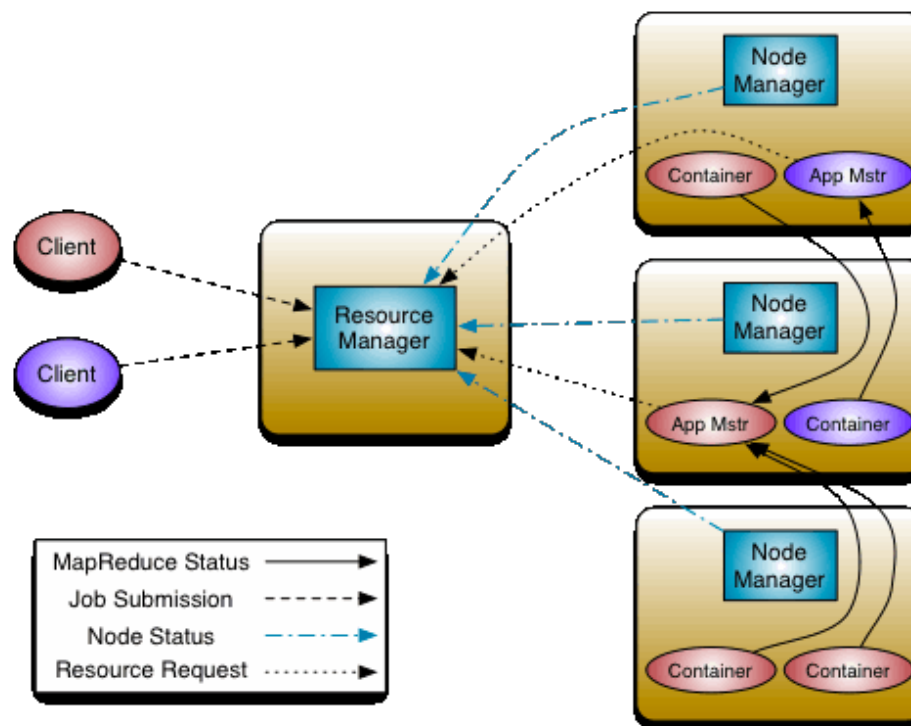 Node
Manager
Container
App Mstr
Client
Resource
Manager
Client
Node
Manager
App Mstr
Container
Node
Manager
Container
Container
MapReduce Status
Job Submission
Node Status
Resource Request